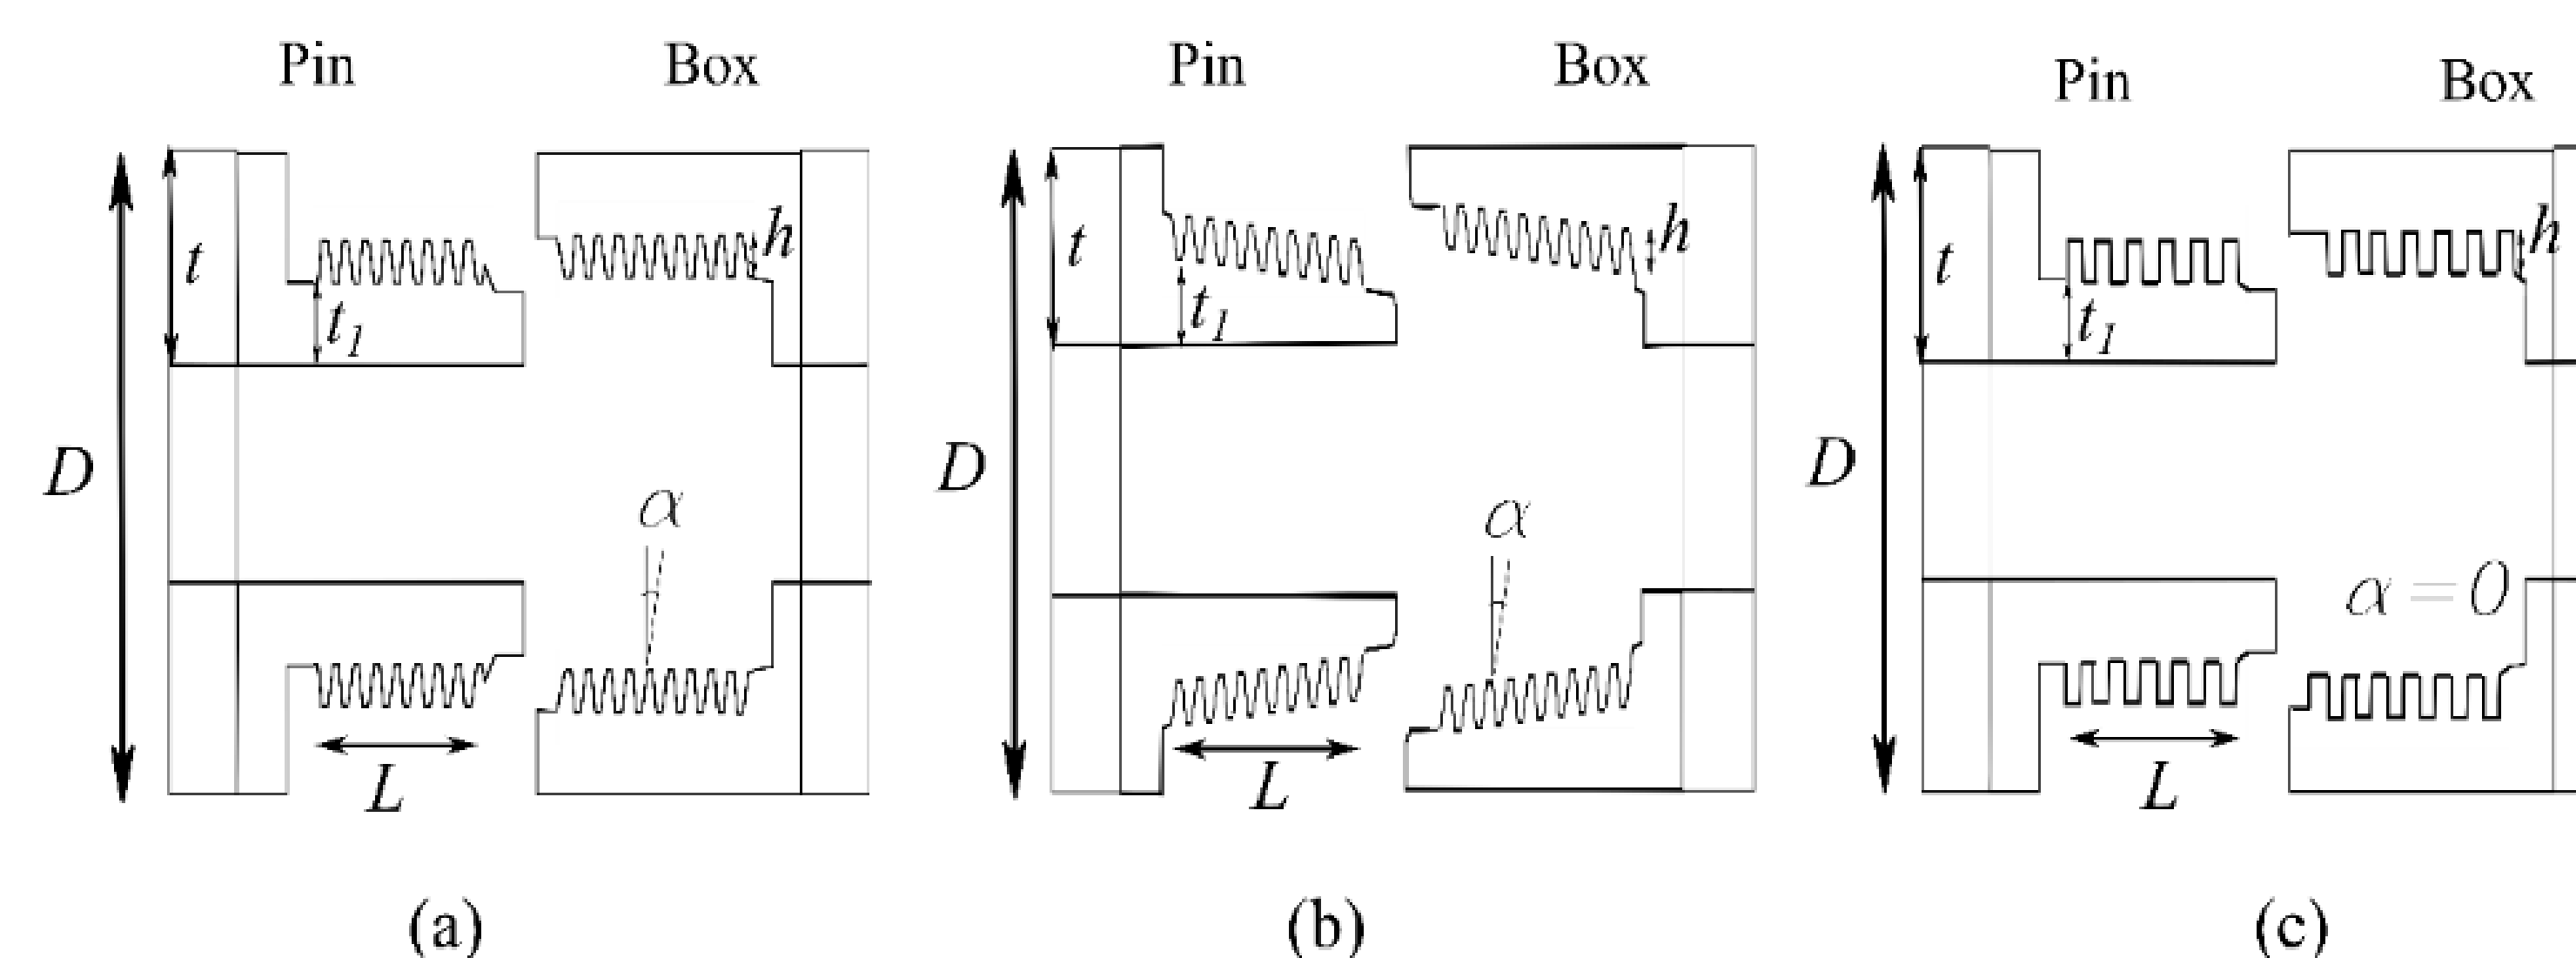 Pin Box Pin Box Pin Box
t h t h t h
t1 t1 t1
D D D
α α α = 0
L L L
(a) (b) (c)